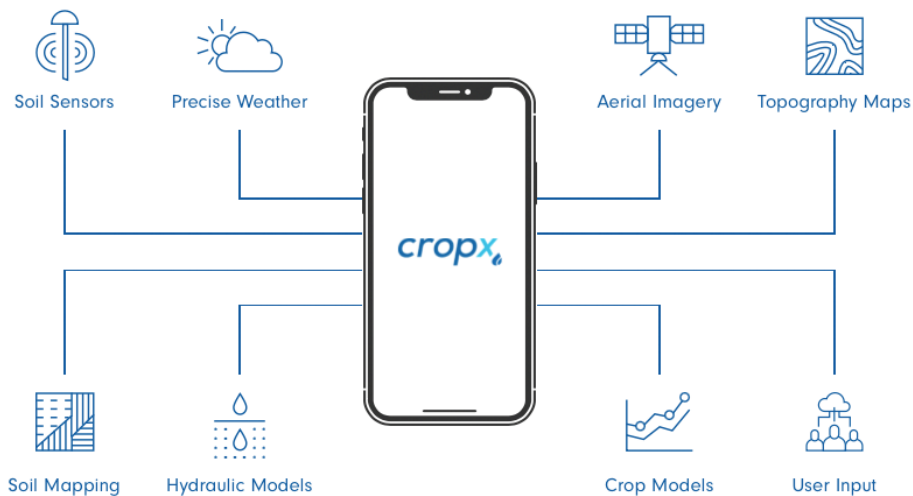 Soil Sensors
Precise Weather
Aerial Imagery
Topography Maps
cropx
Soil Mapping
Hydraulic Models
Crop Models
User Input